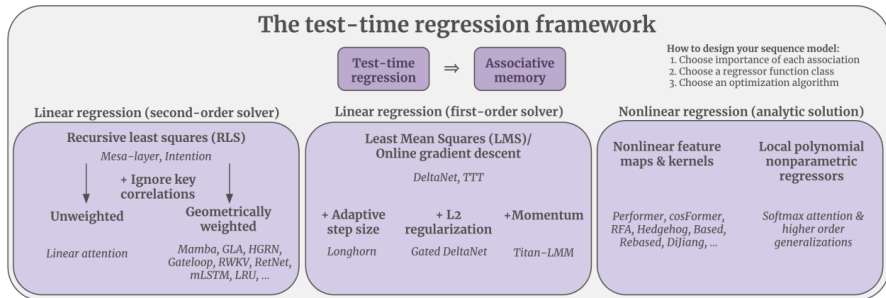 The test-time regression framework
Test-time
regression
⇒
Associative
memory
How to design your sequence model:
1. Choose importance of each association
2. Choose a regressor function class
3. Choose an optimization algorithm
Linear regression (second-order solver)
Recursive least squares (RLS)
Mesa-layer, Intention
+ Ignore key
correlations
Unweighted
Linear attention
Geometrically
weighted
Mamba, GLA, HGRN,
Gateloop, RWKV, RetNet,
mLSTM, LRU, ...
Linear regression (first-order solver)
Least Mean Squares (LMS)/
Online gradient descent
DeltaNet, TTT
+ Adaptive
step size
Longhorn
+ L2
regularization
Gated DeltaNet
+Momentum
Titan-LMM
Nonlinear regression (analytic solution)
Nonlinear feature
maps & kernels
Performer, cosFormer,
RFA, Hedgehog, Based,
Rebased, DiJiang, ...
Local polynomial
nonparametric
regressors
Softmax attention &
higher order
generalizations